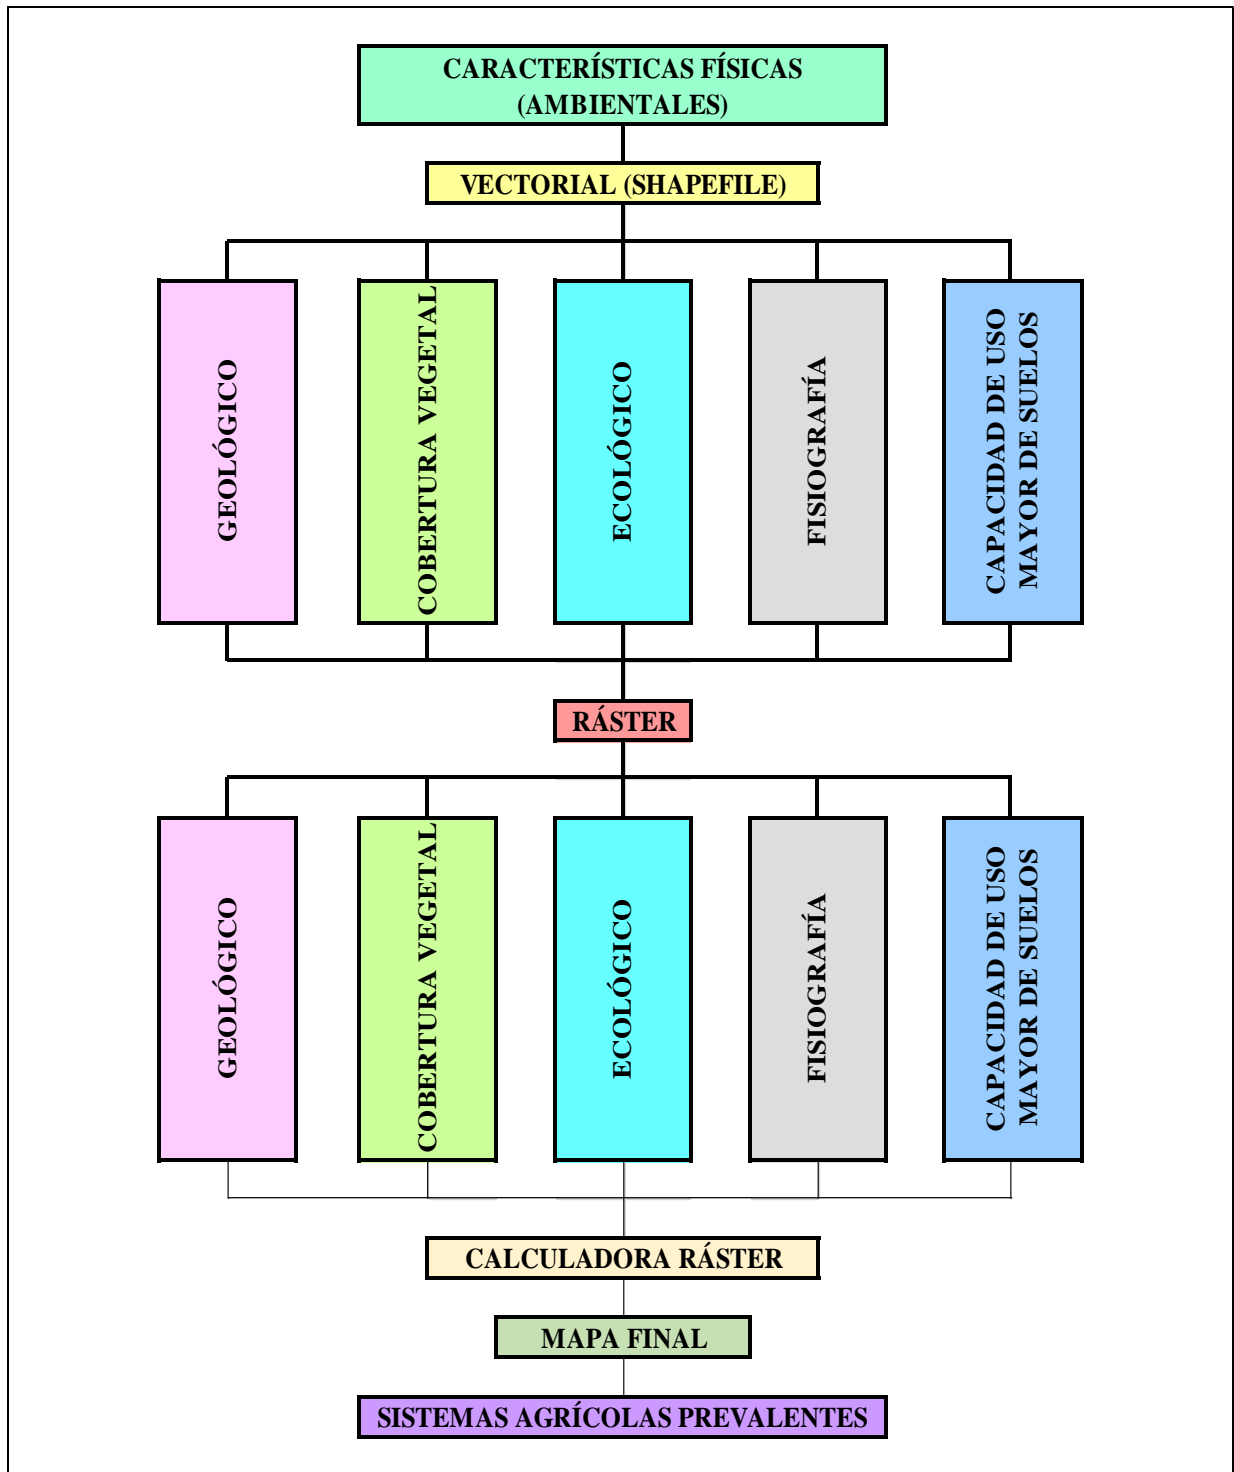 CARACTERÍSTICAS FÍSICAS
(AMBIENTALES)
VECTORIAL (SHAPEFILE)
GEOLÓGICO
COBERTURA VEGETAL
ECOLÓGICO
FISIOGRAFÍA
CAPACIDAD DE USO
MAYOR DE SUELOS
RÁSTER
GEOLÓGICO
COBERTURA VEGETAL
ECOLÓGICO
FISIOGRAFÍA
CAPACIDAD DE USO
MAYOR DE SUELOS
CALCULADORA RÁSTER
MAPA FINAL
SISTEMAS AGRÍCOLAS PREVALENTES